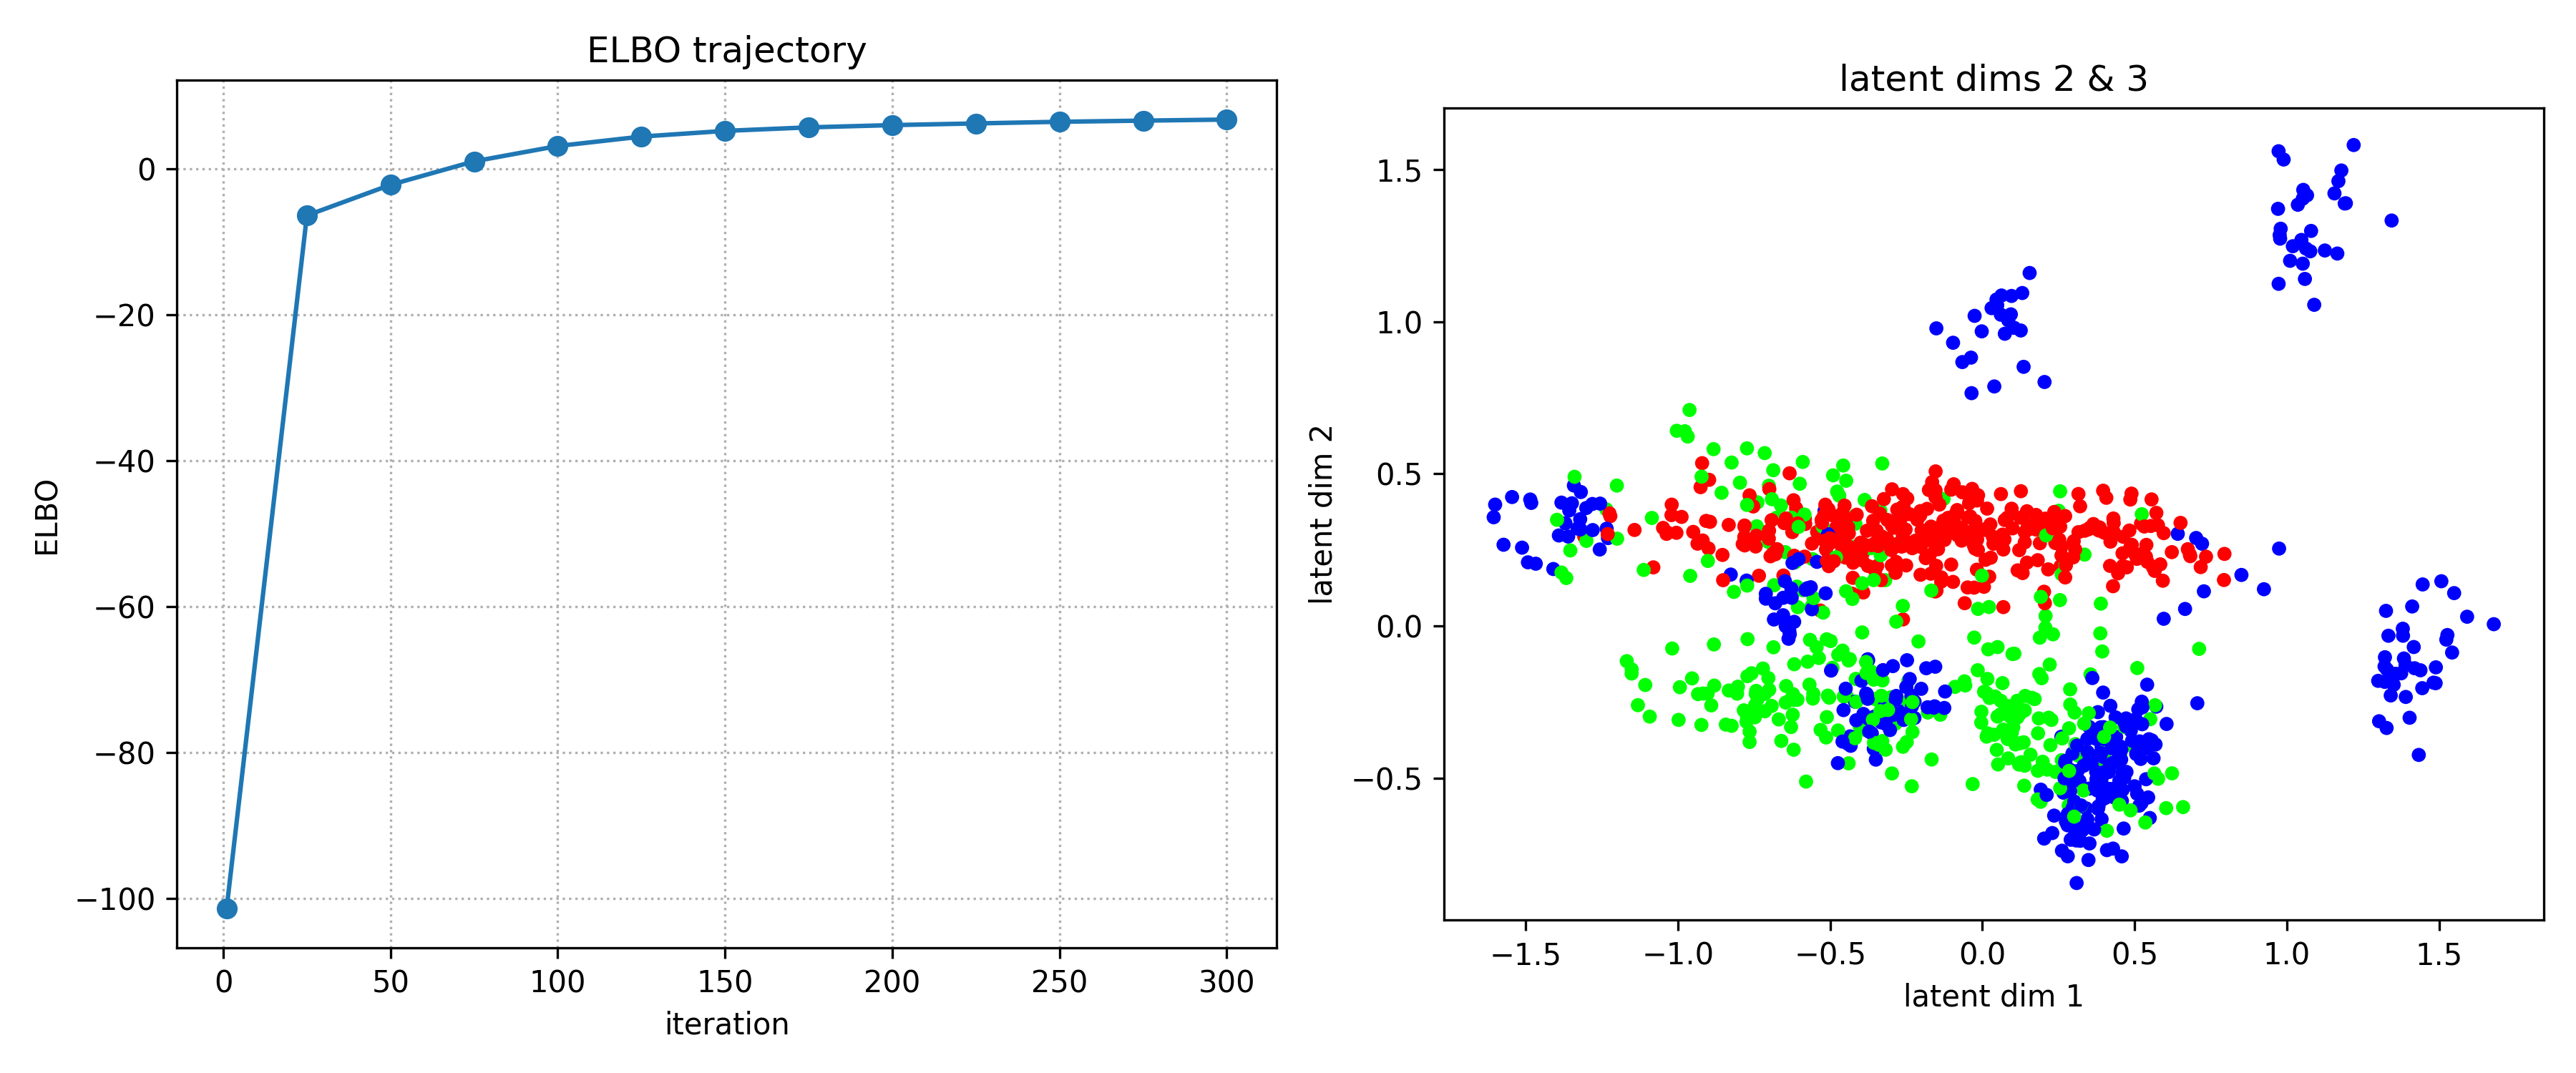 ELBO trajectory
ELBO
0
−20
−40
−60
−80
−100
0 50 100 150 200 250 300
iteration
latent dims 2 & 3
latent dim 2
1.5
1.0
0.5
0.0
−0.5
−1.5 −1.0 −0.5 0.0 0.5 1.0 1.5
latent dim 1